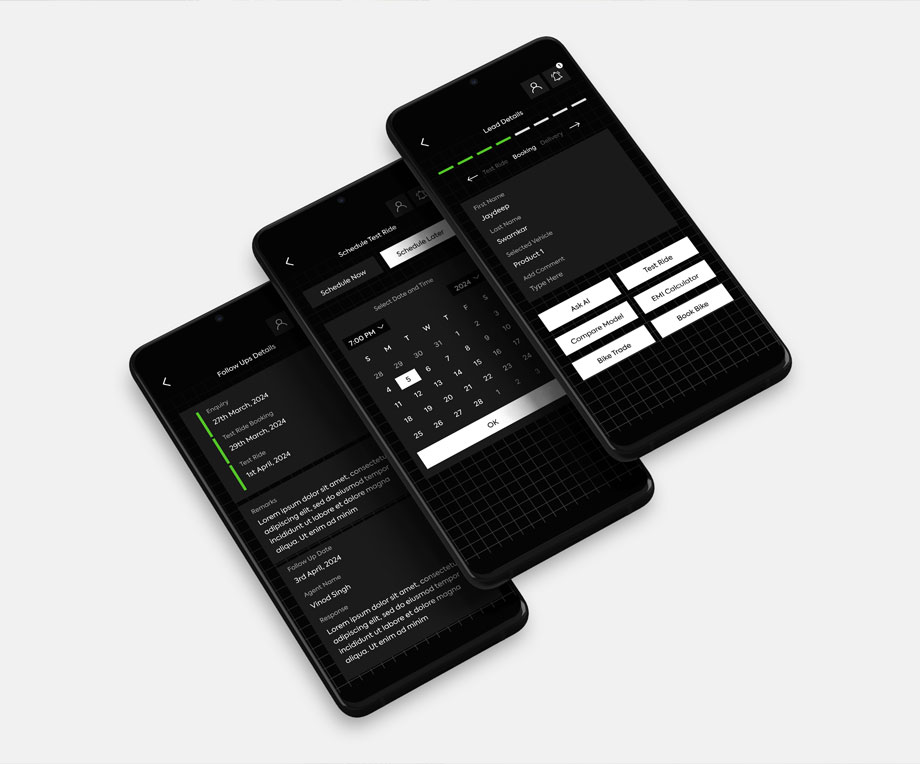 Follow Ups Details
Enquiry
27th March, 2024
Test Ride Booking
29th March, 2024
Test Ride
1st April, 2024
Remarks
Lorem ipsum dolor sit amet, consectetu
adipiscing elit, sed do eiusmod tempor
incididunt ut labore et dolore magna
aliqua. Ut enim ad minim
Follow Up Date
3rd April, 2024
Agent Name
Vinod Singh
Response
Lorem ipsum dolor sit amet, consectetu
adipiscing elit, sed do eiusmod tempor
incididunt ut labore et dolore magna
aliqua. Ut enim ad minim
Schedule Test Ride
Schedule Now Schedule Later
Select Date and Time
7:00 PM 2024
S M T W T F S
28 29 30 31 1 2 3
4 5 6 7 8 9 10
11 12 13 14 15 16 17
18 19 20 21 22 23 24
25 26 27 28 1 2 3
OK
Lead Details
Test Ride Booking Delivery
First Name
Jaydeep
Last Name
Swarnkar
Selected Vehicle
Product 1
Add Comment
Type Here
Ask AI Test Ride
Compare Model EMI Calculator
Bike Trade Book Bike